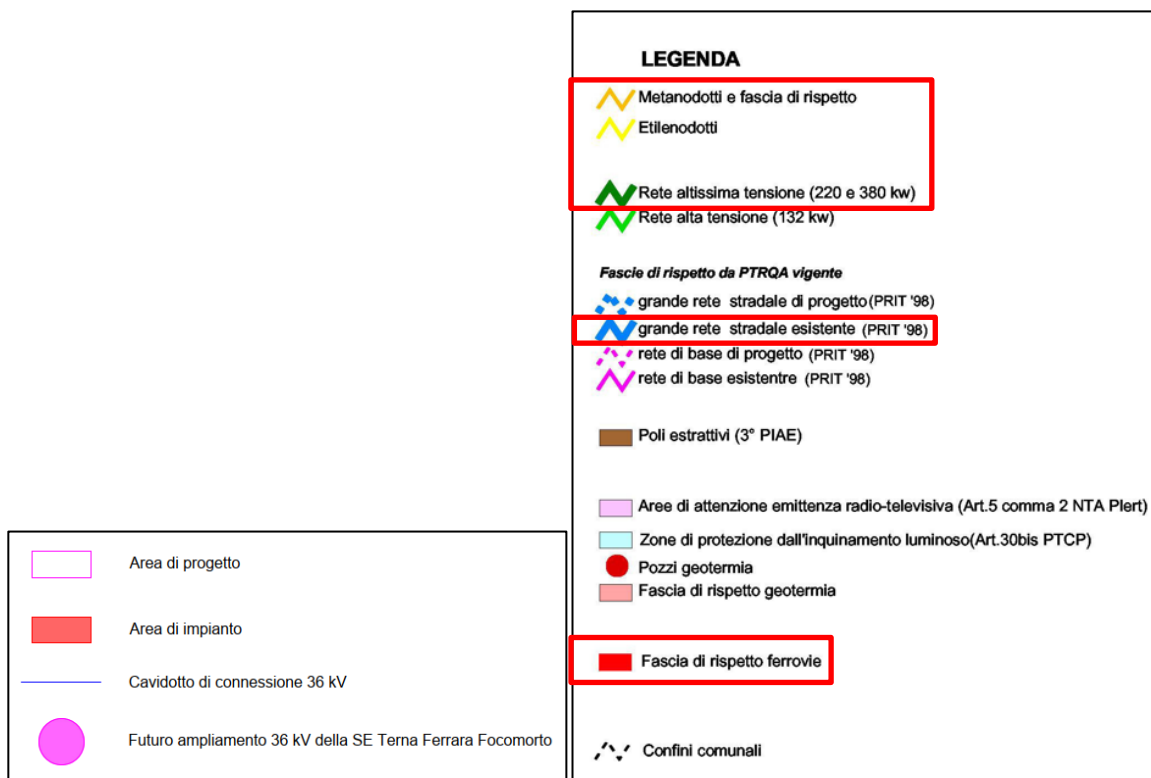 LEGENDA
Metanodotti e fascia di rispetto
Etilenodotti
Rete altissima tensione (220 e 380 kw)
Rete alta tensione (132 kw)
Fascie di rispetto da PTRQA vigente
grande rete stradale di progetto (PRIT '98)
grande rete stradale esistente (PRIT '98)
rete di base di progetto (PRIT '98)
rete di base esistentre (PRIT '98)
Poli estrattivi (3° PIAE)
Aree di attenzione emittenza radio-televisiva (Art.5 comma 2 NTA Plert)
Zone di protezione dall'inquinamento luminoso(Art.30bis PTCP)
Pozzi geotermia
Fascia di rispetto geotermia
Fascia di rispetto ferrovie
Confini comunali
Area di progetto
Area di impianto
Cavidotto di connessione 36 kV
Futuro ampliamento 36 kV della SE Terna Ferrara Focomorto